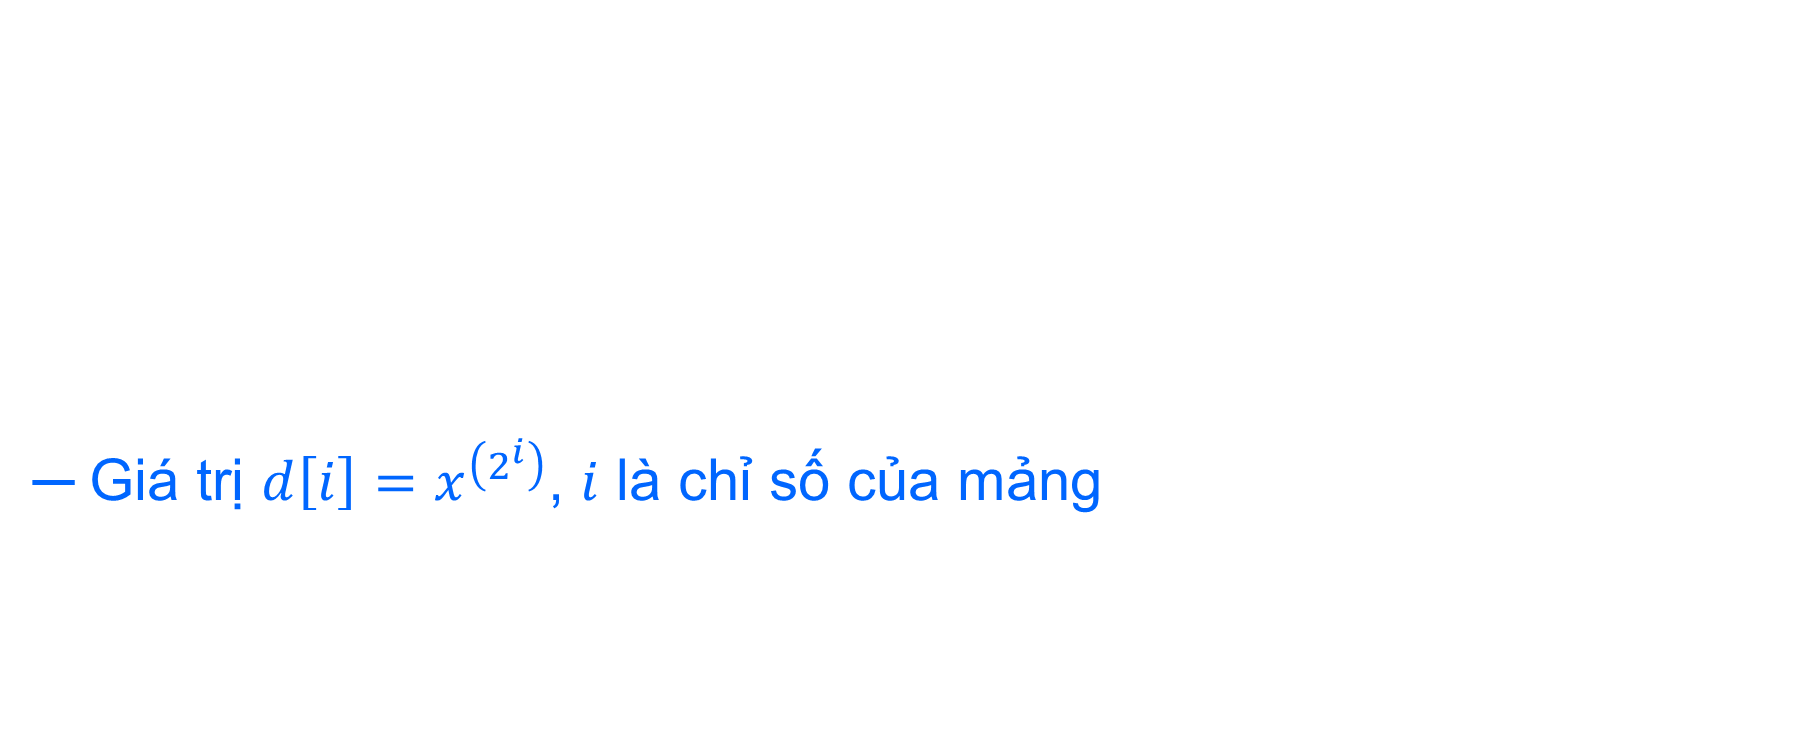 – Giá trị $d[i] = x^{(2^i)}$, $i$ là chỉ số của mảng